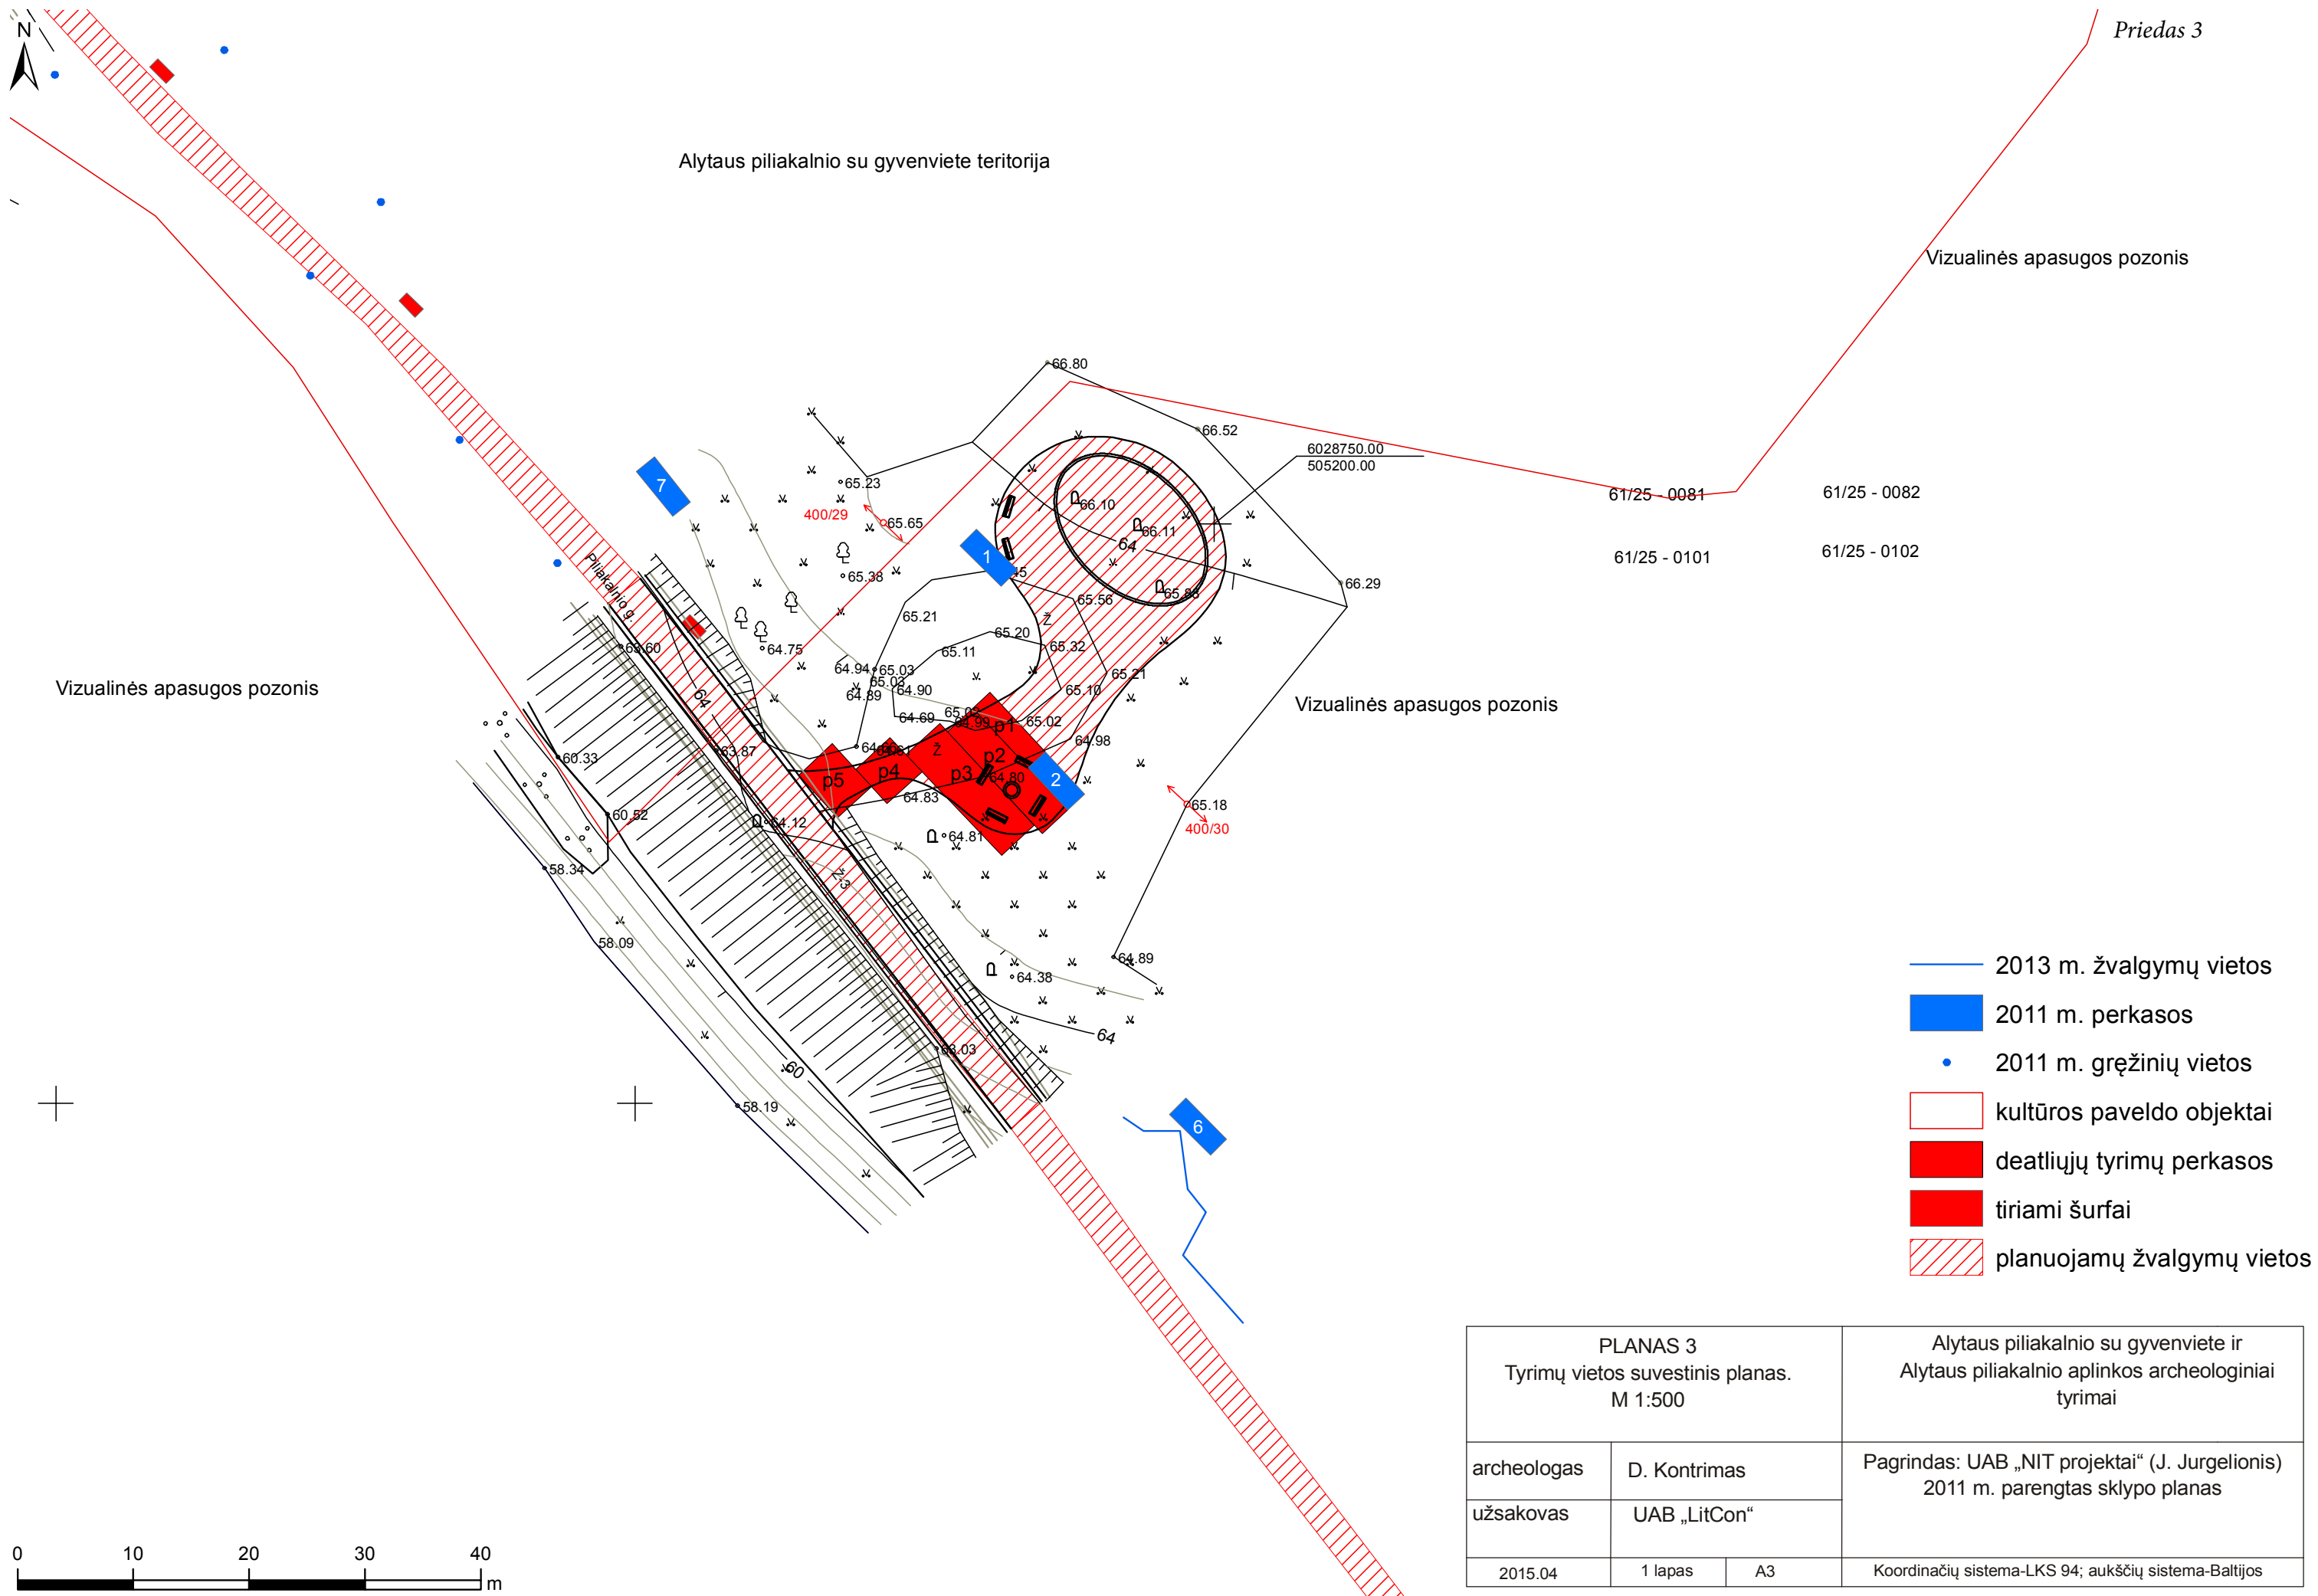 Priedas 3
N
Alytaus piliakalnio su gyvenviete teritorija
Vizualinės apasugos pozonis
66.80
66.52
6028750.00
505200.00
61/25 - 0081
61/25 - 0082
61/25 - 0101
61/25 - 0102
7
65.23
400/29
65.65
66.10
66.11
64
1
45
65.38
65.88
66.29
65.56
Piliakalnio g.
65.21
Ž
65.20
65.32
63.60
64.75
65.11
64.94
65.03
65.03
65.21
Vizualinės apasugos pozonis
64
64.89
64.90
65.10
Vizualinės apasugos pozonis
64.69
64.99
p1
65.02
64.98
63.87
Ž
p2
60.33
p5
p4
p3
64.80
2
64.83
65.18
60.52
64.12
64.81
400/30
58.34
58.09
64.89
64.38
64
63.03
60
58.19
6
2013 m. žvalgymų vietos
2011 m. perkasos
2011 m. gręžinių vietos
kultūros paveldo objektai
deatliųjų tyrimų perkasos
tiriami šurfai
planuojamų žvalgymų vietos
PLANAS 3
Tyrimų vietos suvestinis planas.
M 1:500
Alytaus piliakalnio su gyvenviete ir
Alytaus piliakalnio aplinkos archeologiniai
tyrimai
archeologas
D. Kontrimas
Pagrindas: UAB „NIT projektai“ (J. Jurgelionis)
2011 m. parengtas sklypo planas
užsakovas
UAB „LitCon“
2015.04
1 lapas
A3
Koordinačių sistema-LKS 94; aukščių sistema-Baltijos
0 10 20 30 40
m